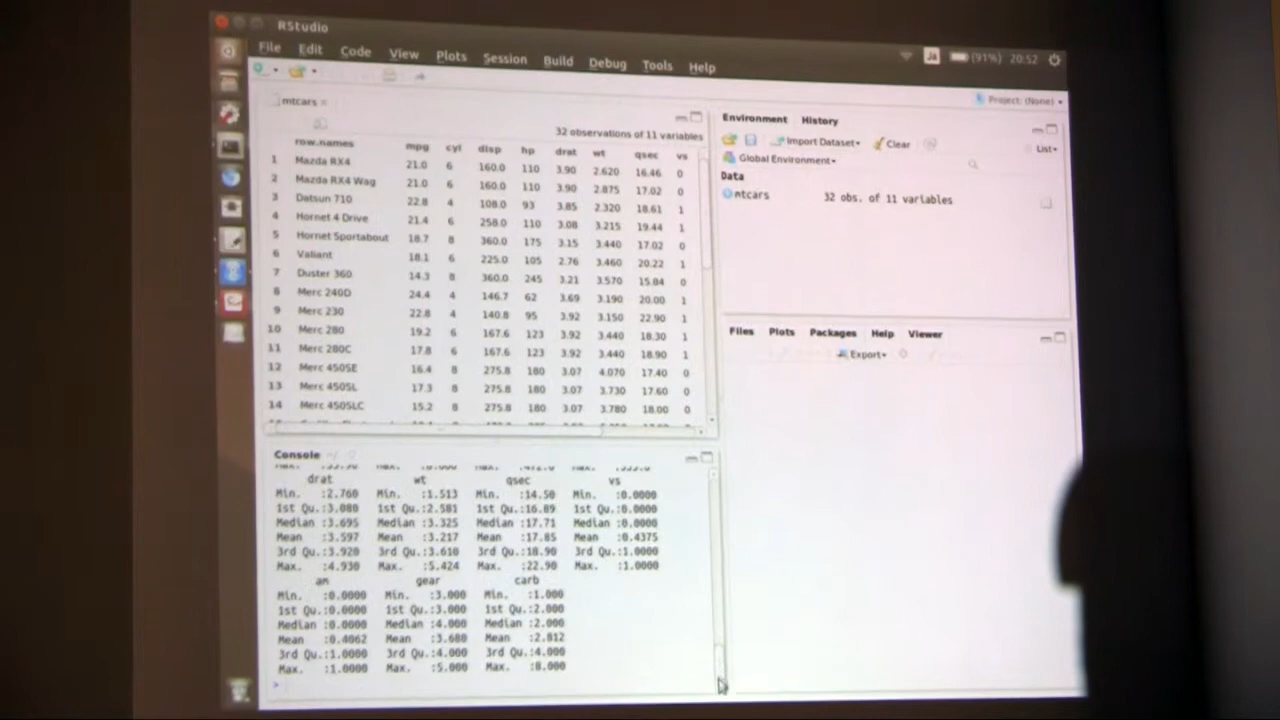 RStudio
File Edit Code View Plots Session Build Debug Tools Help
Ja (91%) 20:52
Project: (None)
mtcars
32 observations of 11 variables
row.names mpg cyl disp hp drat wt qsec vs
1 Mazda RX4 21.0 6 160.0 110 3.90 2.620 16.46 0
2 Mazda RX4 Wag 21.0 6 160.0 110 3.90 2.875 17.02 0
3 Datsun 710 22.8 4 108.0 93 3.85 2.320 18.61 1
4 Hornet 4 Drive 21.4 6 258.0 110 3.08 3.215 19.44 1
5 Hornet Sportabout 18.7 8 360.0 175 3.15 3.440 17.02 0
6 Valiant 18.1 6 225.0 105 2.76 3.460 20.22 1
7 Duster 360 14.3 8 360.0 245 3.21 3.570 15.84 0
8 Merc 240D 24.4 4 146.7 62 3.69 3.190 20.00 1
9 Merc 230 22.8 4 140.8 95 3.92 3.150 22.90 1
10 Merc 280 19.2 6 167.6 123 3.92 3.440 18.30 1
11 Merc 280C 17.8 6 167.6 123 3.92 3.440 18.90 1
12 Merc 450SE 16.4 8 275.8 180 3.07 4.070 17.40 0
13 Merc 450SL 17.3 8 275.8 180 3.07 3.730 17.60 0
14 Merc 450SLC 15.2 8 275.8 180 3.07 3.780 18.00 0
Environment History
Import Dataset Clear List
Global Environment
Data
mtcars 32 obs. of 11 variables
Files Plots Packages Help Viewer
Export
Console
drat wt qsec vs
Min. :2.760 Min. :1.513 Min. :14.50 Min. :0.0000
1st Qu.:3.080 1st Qu.:2.581 1st Qu.:16.89 1st Qu.:0.0000
Median :3.695 Median :3.325 Median :17.71 Median :0.0000
Mean :3.597 Mean :3.217 Mean :17.85 Mean :0.4375
3rd Qu.:3.920 3rd Qu.:3.610 3rd Qu.:18.90 3rd Qu.:1.0000
Max. :4.930 Max. :5.424 Max. :22.90 Max. :1.0000
am gear carb
Min. :0.0000 Min. :3.000 Min. :1.000
1st Qu.:0.0000 1st Qu.:3.000 1st Qu.:2.000
Median :0.0000 Median :4.000 Median :2.000
Mean :0.4062 Mean :3.688 Mean :2.812
3rd Qu.:1.0000 3rd Qu.:4.000 3rd Qu.:4.000
Max. :1.0000 Max. :5.000 Max. :8.000
>